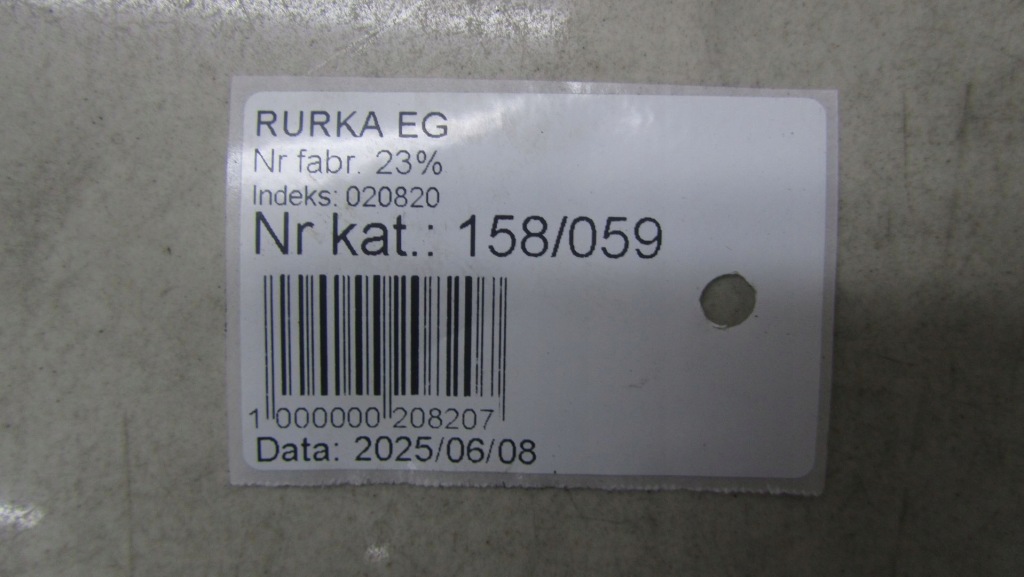 RURKA EG
Nr fabr. 23%
Indeks: 020820
Nr kat.: 158/059
1 000000 208207
Data: 2025/06/08